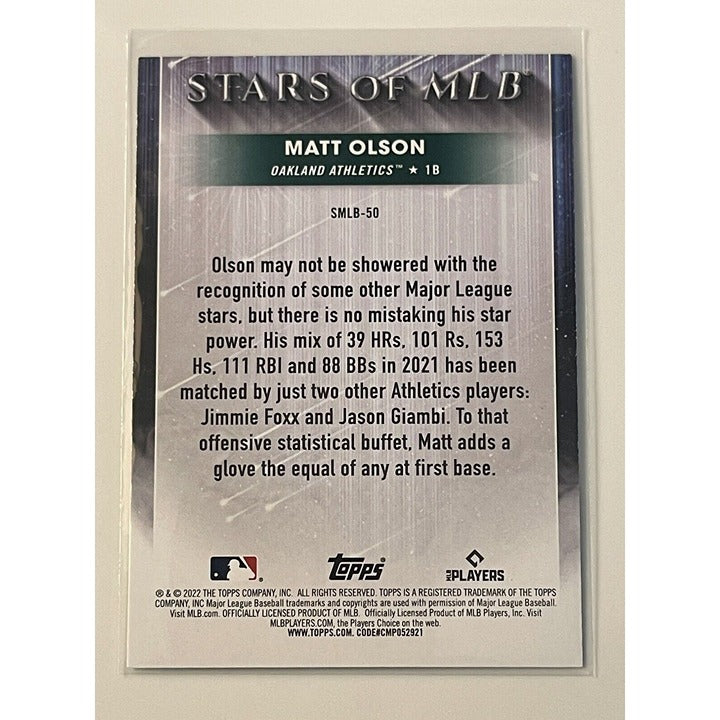 STARS OF MLB™
MATT OLSON
OAKLAND ATHLETICS™ ★ 1B
SMLB-50
Olson may not be showered with the
recognition of some other Major League
stars, but there is no mistaking his star
power. His mix of 39 HRs, 101 Rs, 153
Hs, 111 RBI and 88 BBs in 2021 has been
matched by just two other Athletics players:
Jimmie Foxx and Jason Giambi. To that
offensive statistical buffet, Matt adds a
glove the equal of any at first base.
topps
MLB PLAYERS
® & © 2022 THE TOPPS COMPANY, INC. ALL RIGHTS RESERVED. TOPPS IS A REGISTERED TRADEMARK OF THE TOPPS
COMPANY, INC Major League Baseball trademarks and copyrights are used with permission of Major League Baseball.
Visit MLB.com. OFFICIALLY LICENSED PRODUCT OF MLB. Officially Licensed Product of MLB Players, Inc. Visit
MLBPLAYERS.COM, the Players Choice on the web.
WWW.TOPPS.COM. CODE#CMP052921